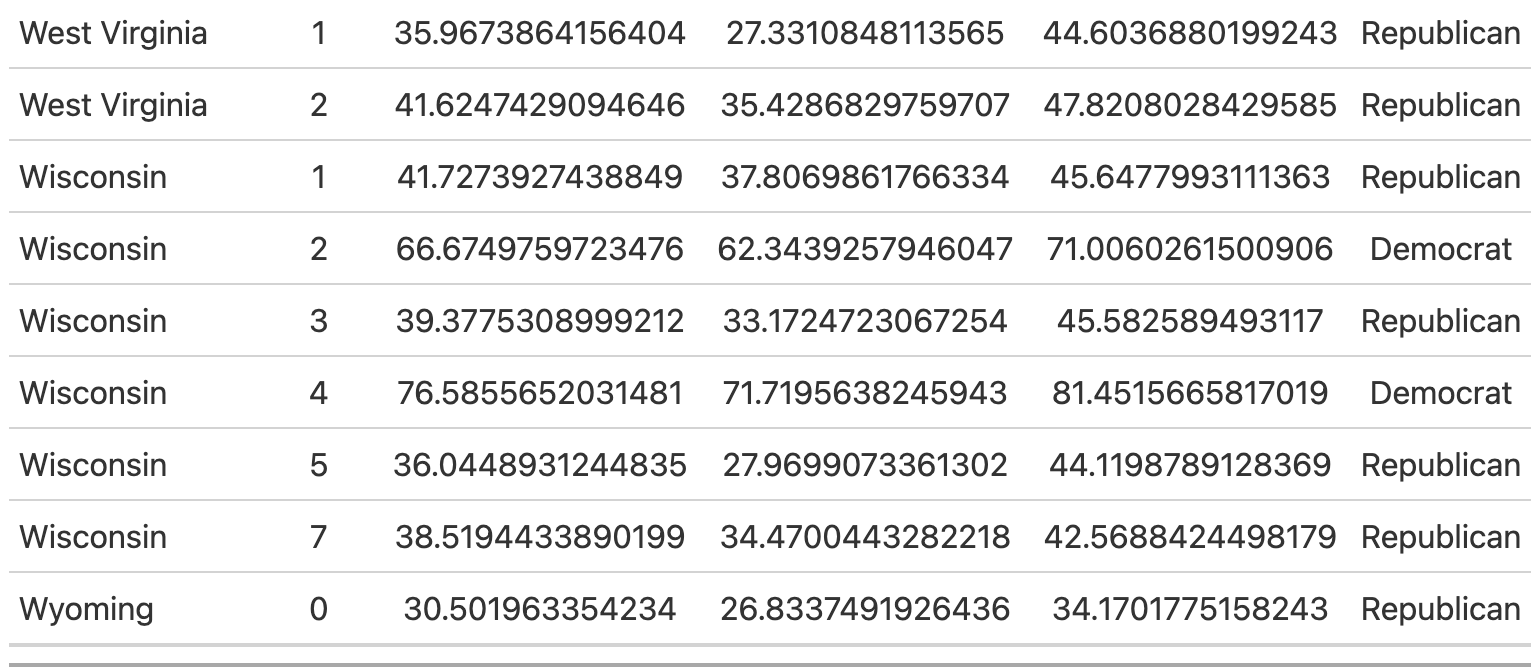 West Virginia 1 35.9673864156404 27.3310848113565 44.6036880199243 Republican
West Virginia 2 41.6247429094646 35.4286829759707 47.8208028429585 Republican
Wisconsin 1 41.7273927438849 37.8069861766334 45.6477993111363 Republican
Wisconsin 2 66.6749759723476 62.3439257946047 71.0060261500906 Democrat
Wisconsin 3 39.3775308999212 33.1724723067254 45.582589493117 Republican
Wisconsin 4 76.5855652031481 71.7195638245943 81.4515665817019 Democrat
Wisconsin 5 36.0448931244835 27.9699073361302 44.1198789128369 Republican
Wisconsin 7 38.5194433890199 34.4700443282218 42.5688424498179 Republican
Wyoming 0 30.501963354234 26.8337491926436 34.1701775158243 Republican